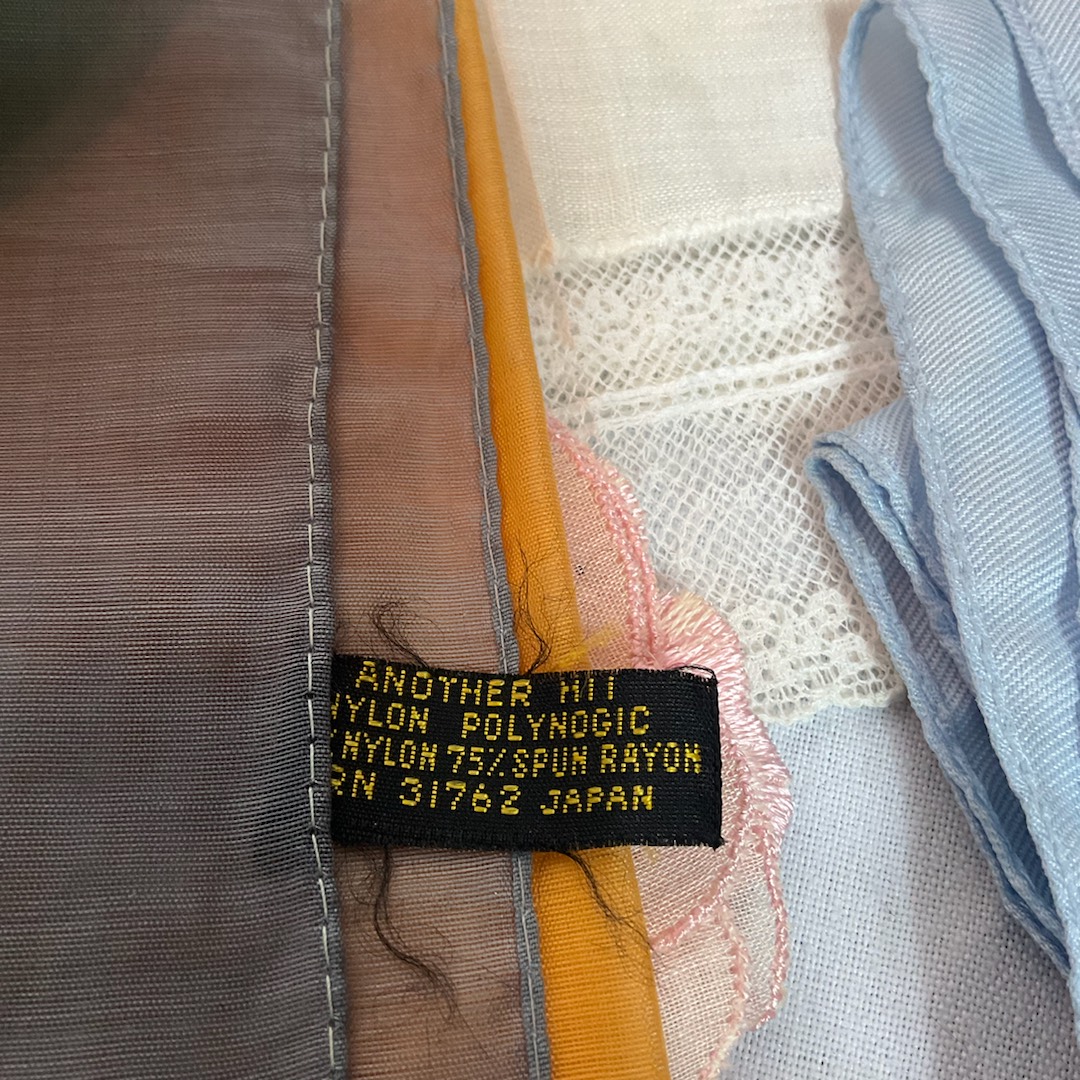 ANOTHER HIT
NYLON POLYNOGIC
NYLON 75% SPUN RAYON
RN 31762 JAPAN